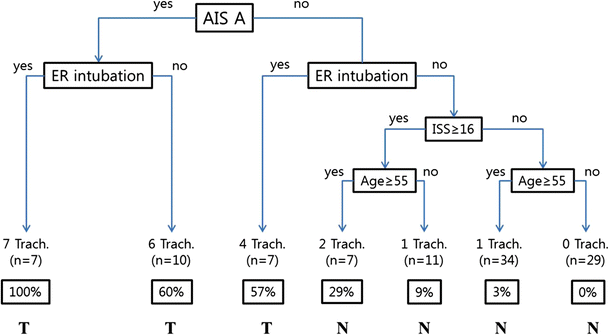 yes AIS A no
yes ER intubation no yes ER intubation no
yes ISS≥16 no
yes Age≥55 no yes Age≥55 no
7 Trach. 6 Trach. 4 Trach. 2 Trach. 1 Trach. 1 Trach. 0 Trach.
(n=7) (n=10) (n=7) (n=7) (n=11) (n=34) (n=29)
100% 60% 57% 29% 9% 3% 0%
T T T N N N N